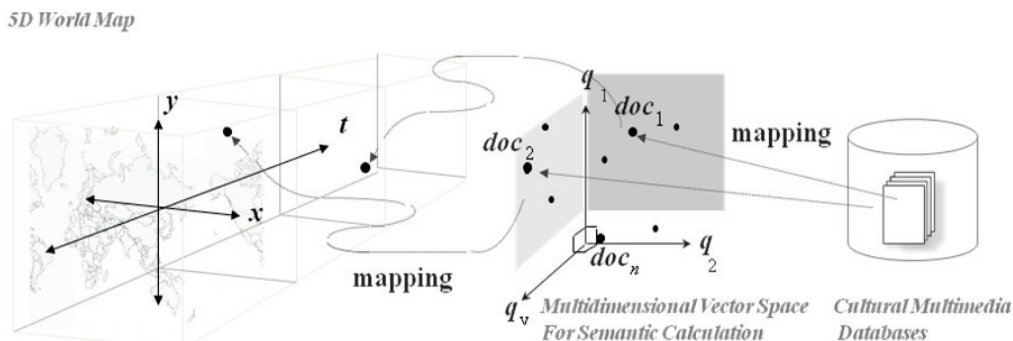 5D World Map
y
t
x
mapping
q1
doc1
doc2
mapping
docn
q2
qv
Multidimensional Vector Space
For Semantic Calculation
Cultural Multimedia
Databases